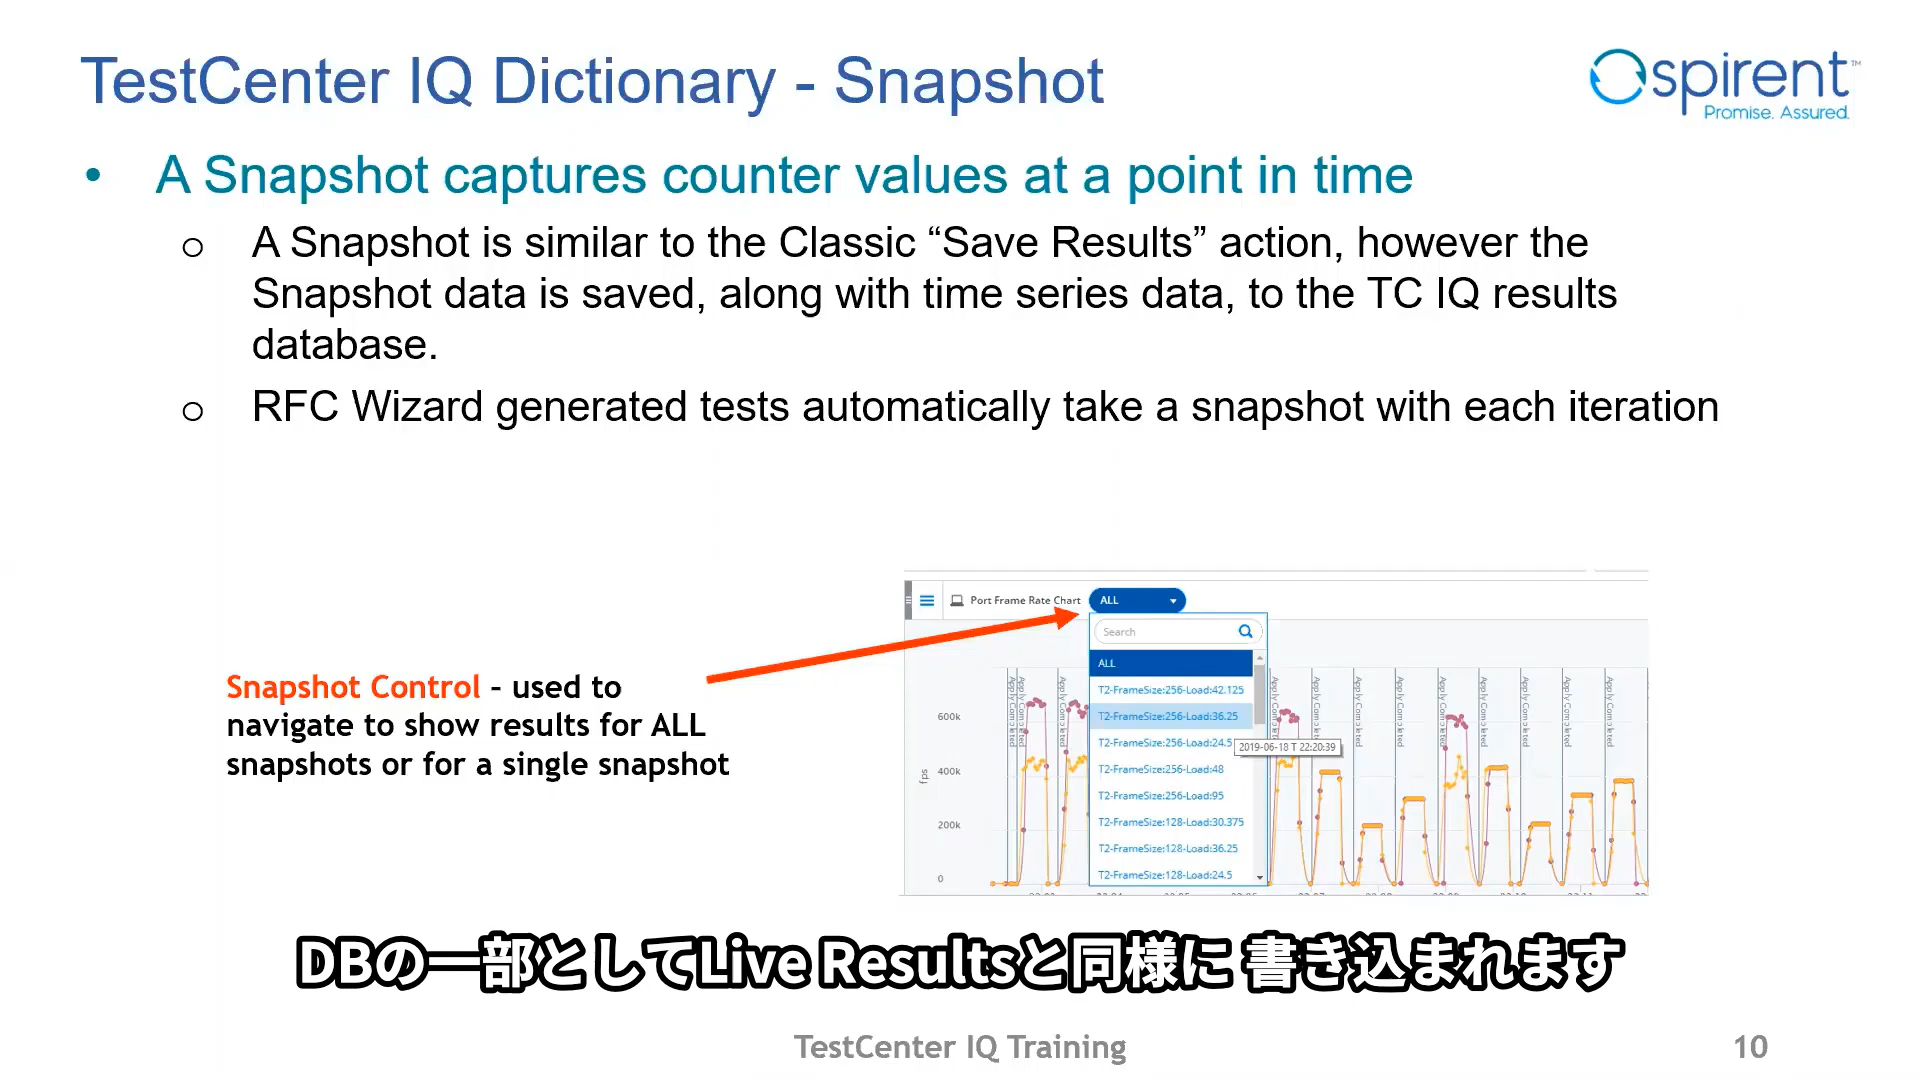 TestCenter IQ Dictionary - Snapshot
spirent™
Promise. Assured.
• A Snapshot captures counter values at a point in time
o A Snapshot is similar to the Classic “Save Results” action, however the
Snapshot data is saved, along with time series data, to the TC IQ results
database.
o RFC Wizard generated tests automatically take a snapshot with each iteration
Port Frame Rate Chart ALL
Search
ALL
T2-FrameSize:256-Load:42.125
T2-FrameSize:256-Load:36.25
T2-FrameSize:256-Load:24.5
2019-06-18 T 22:20:39
T2-FrameSize:256-Load:48
T2-FrameSize:256-Load:95
T2-FrameSize:128-Load:30.375
T2-FrameSize:128-Load:36.25
T2-FrameSize:128-Load:24.5
600k
400k
200k
0
fps
Snapshot Control - used to
navigate to show results for ALL
snapshots or for a single snapshot
DBの一部としてLive Resultsと同様に 書き込まれます
TestCenter IQ Training
10